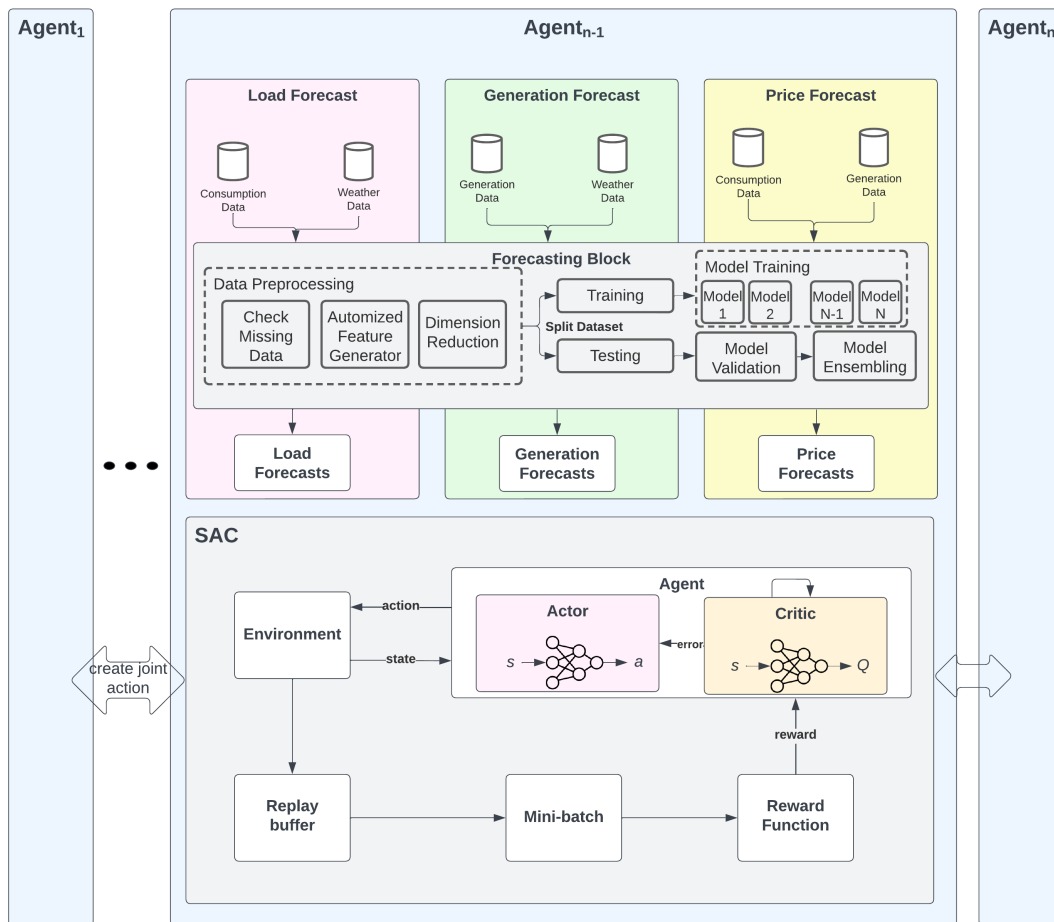 Agent1
Agentn-1
Agentn
Load Forecast
Generation Forecast
Price Forecast
Consumption
Data
Weather
Data
Generation
Data
Weather
Data
Consumption
Data
Generation
Data
Forecasting Block
Data Preprocessing
Check
Missing
Data
Automized
Feature
Generator
Dimension
Reduction
Split Dataset
Training
Testing
Model Training
Model
1
Model
2
Model
N-1
Model
N
Model
Validation
Model
Ensembling
Load
Forecasts
Generation
Forecasts
Price
Forecasts
SAC
create joint
action
Environment
action
state
Agent
Actor
s
a
error
Critic
s
Q
reward
Replay
buffer
Mini-batch
Reward
Function